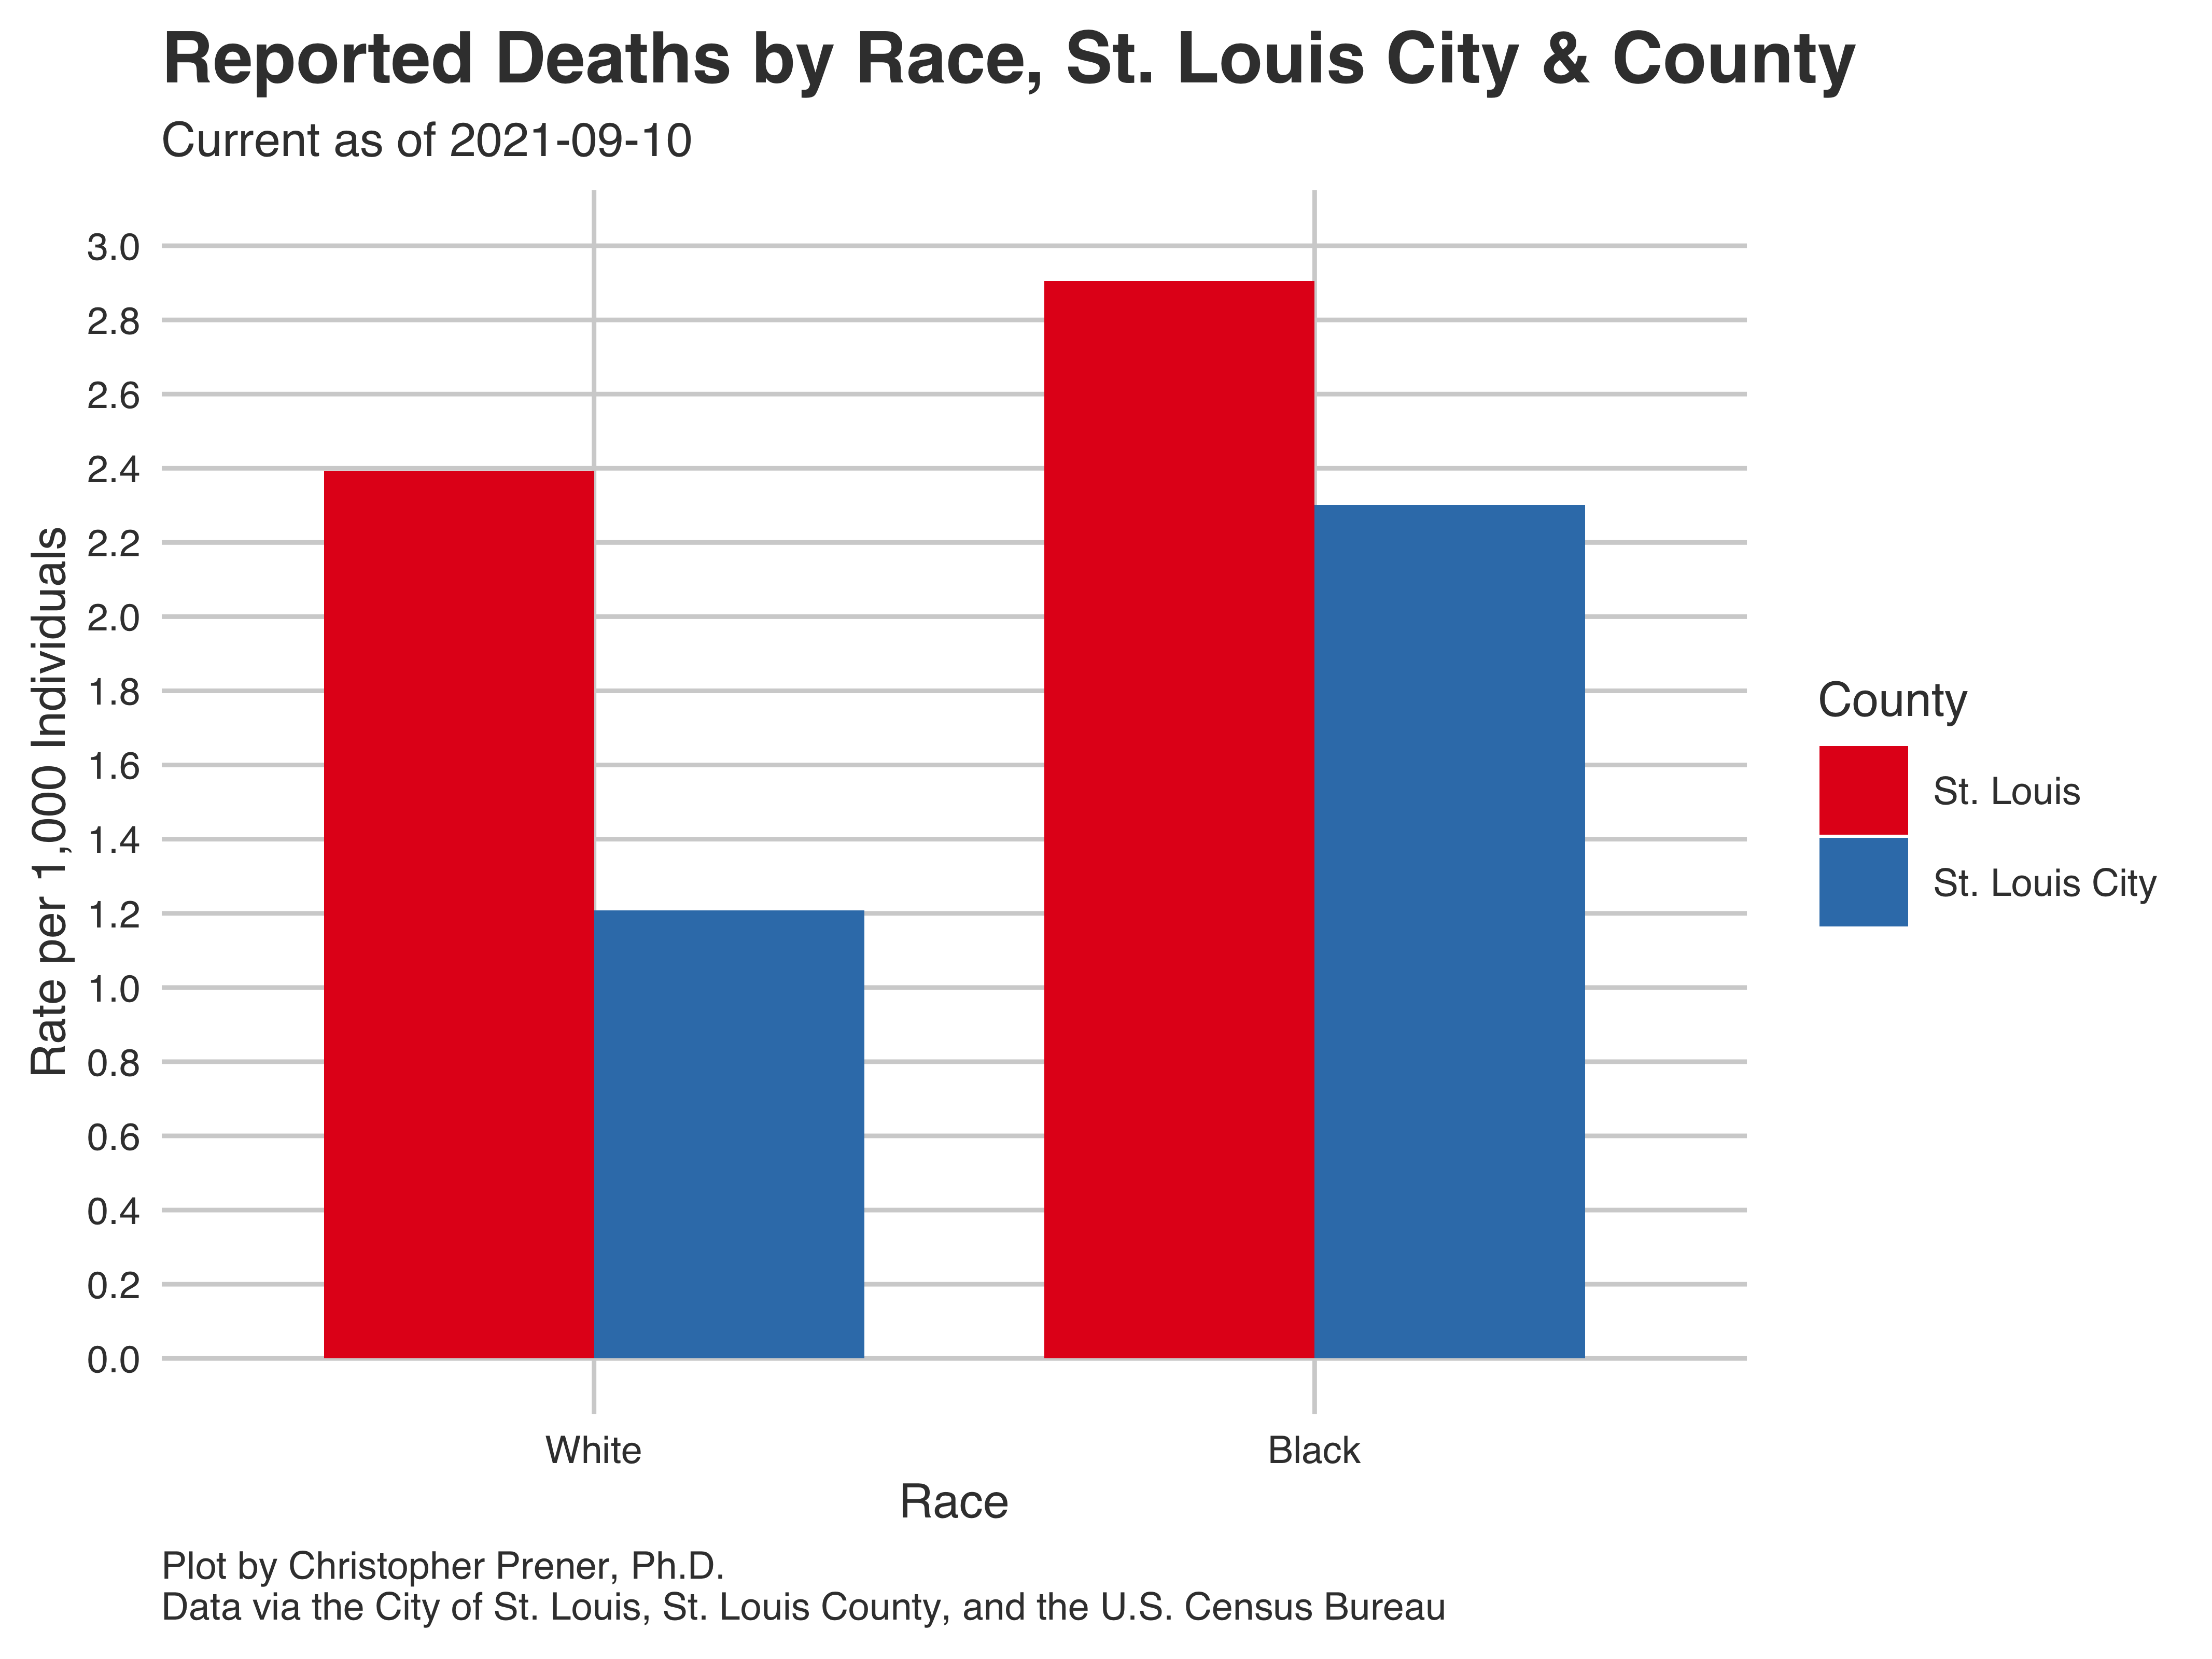 Reported Deaths by Race, St. Louis City & County
Current as of 2021-09-10
Rate per 1,000 Individuals
3.0
2.8
2.6
2.4
2.2
2.0
1.8
1.6
1.4
1.2
1.0
0.8
0.6
0.4
0.2
0.0
White
Black
Race
County
St. Louis
St. Louis City
Plot by Christopher Prener, Ph.D.
Data via the City of St. Louis, St. Louis County, and the U.S. Census Bureau